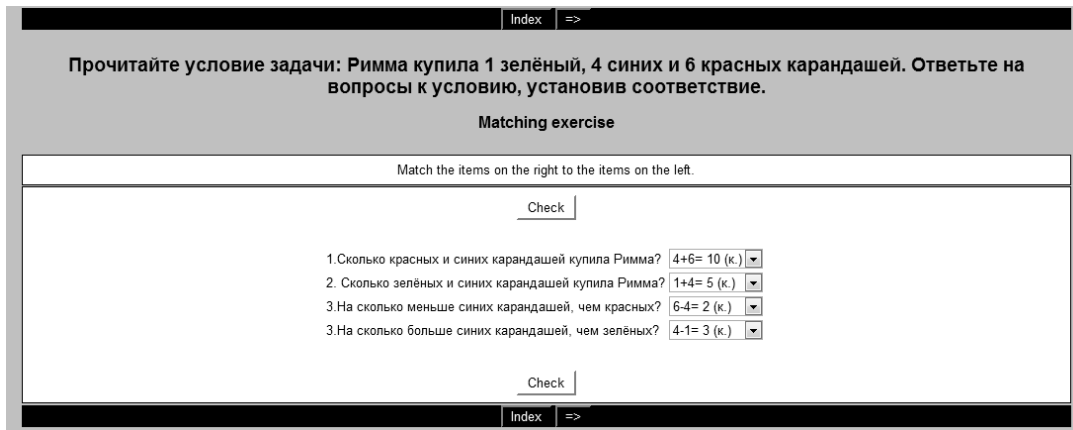 Index =>
Прочитайте условие задачи: Римма купила 1 зелёный, 4 синих и 6 красных карандашей. Ответьте на
вопросы к условию, установив соответствие.
Matching exercise
Match the items on the right to the items on the left.
Check
1.Сколько красных и синих карандашей купила Римма? 4+6= 10 (к.)
2. Сколько зелёных и синих карандашей купила Римма? 1+4= 5 (к.)
3.На сколько меньше синих карандашей, чем красных? 6-4= 2 (к.)
3.На сколько больше синих карандашей, чем зелёных? 4-1= 3 (к.)
Check
Index =>